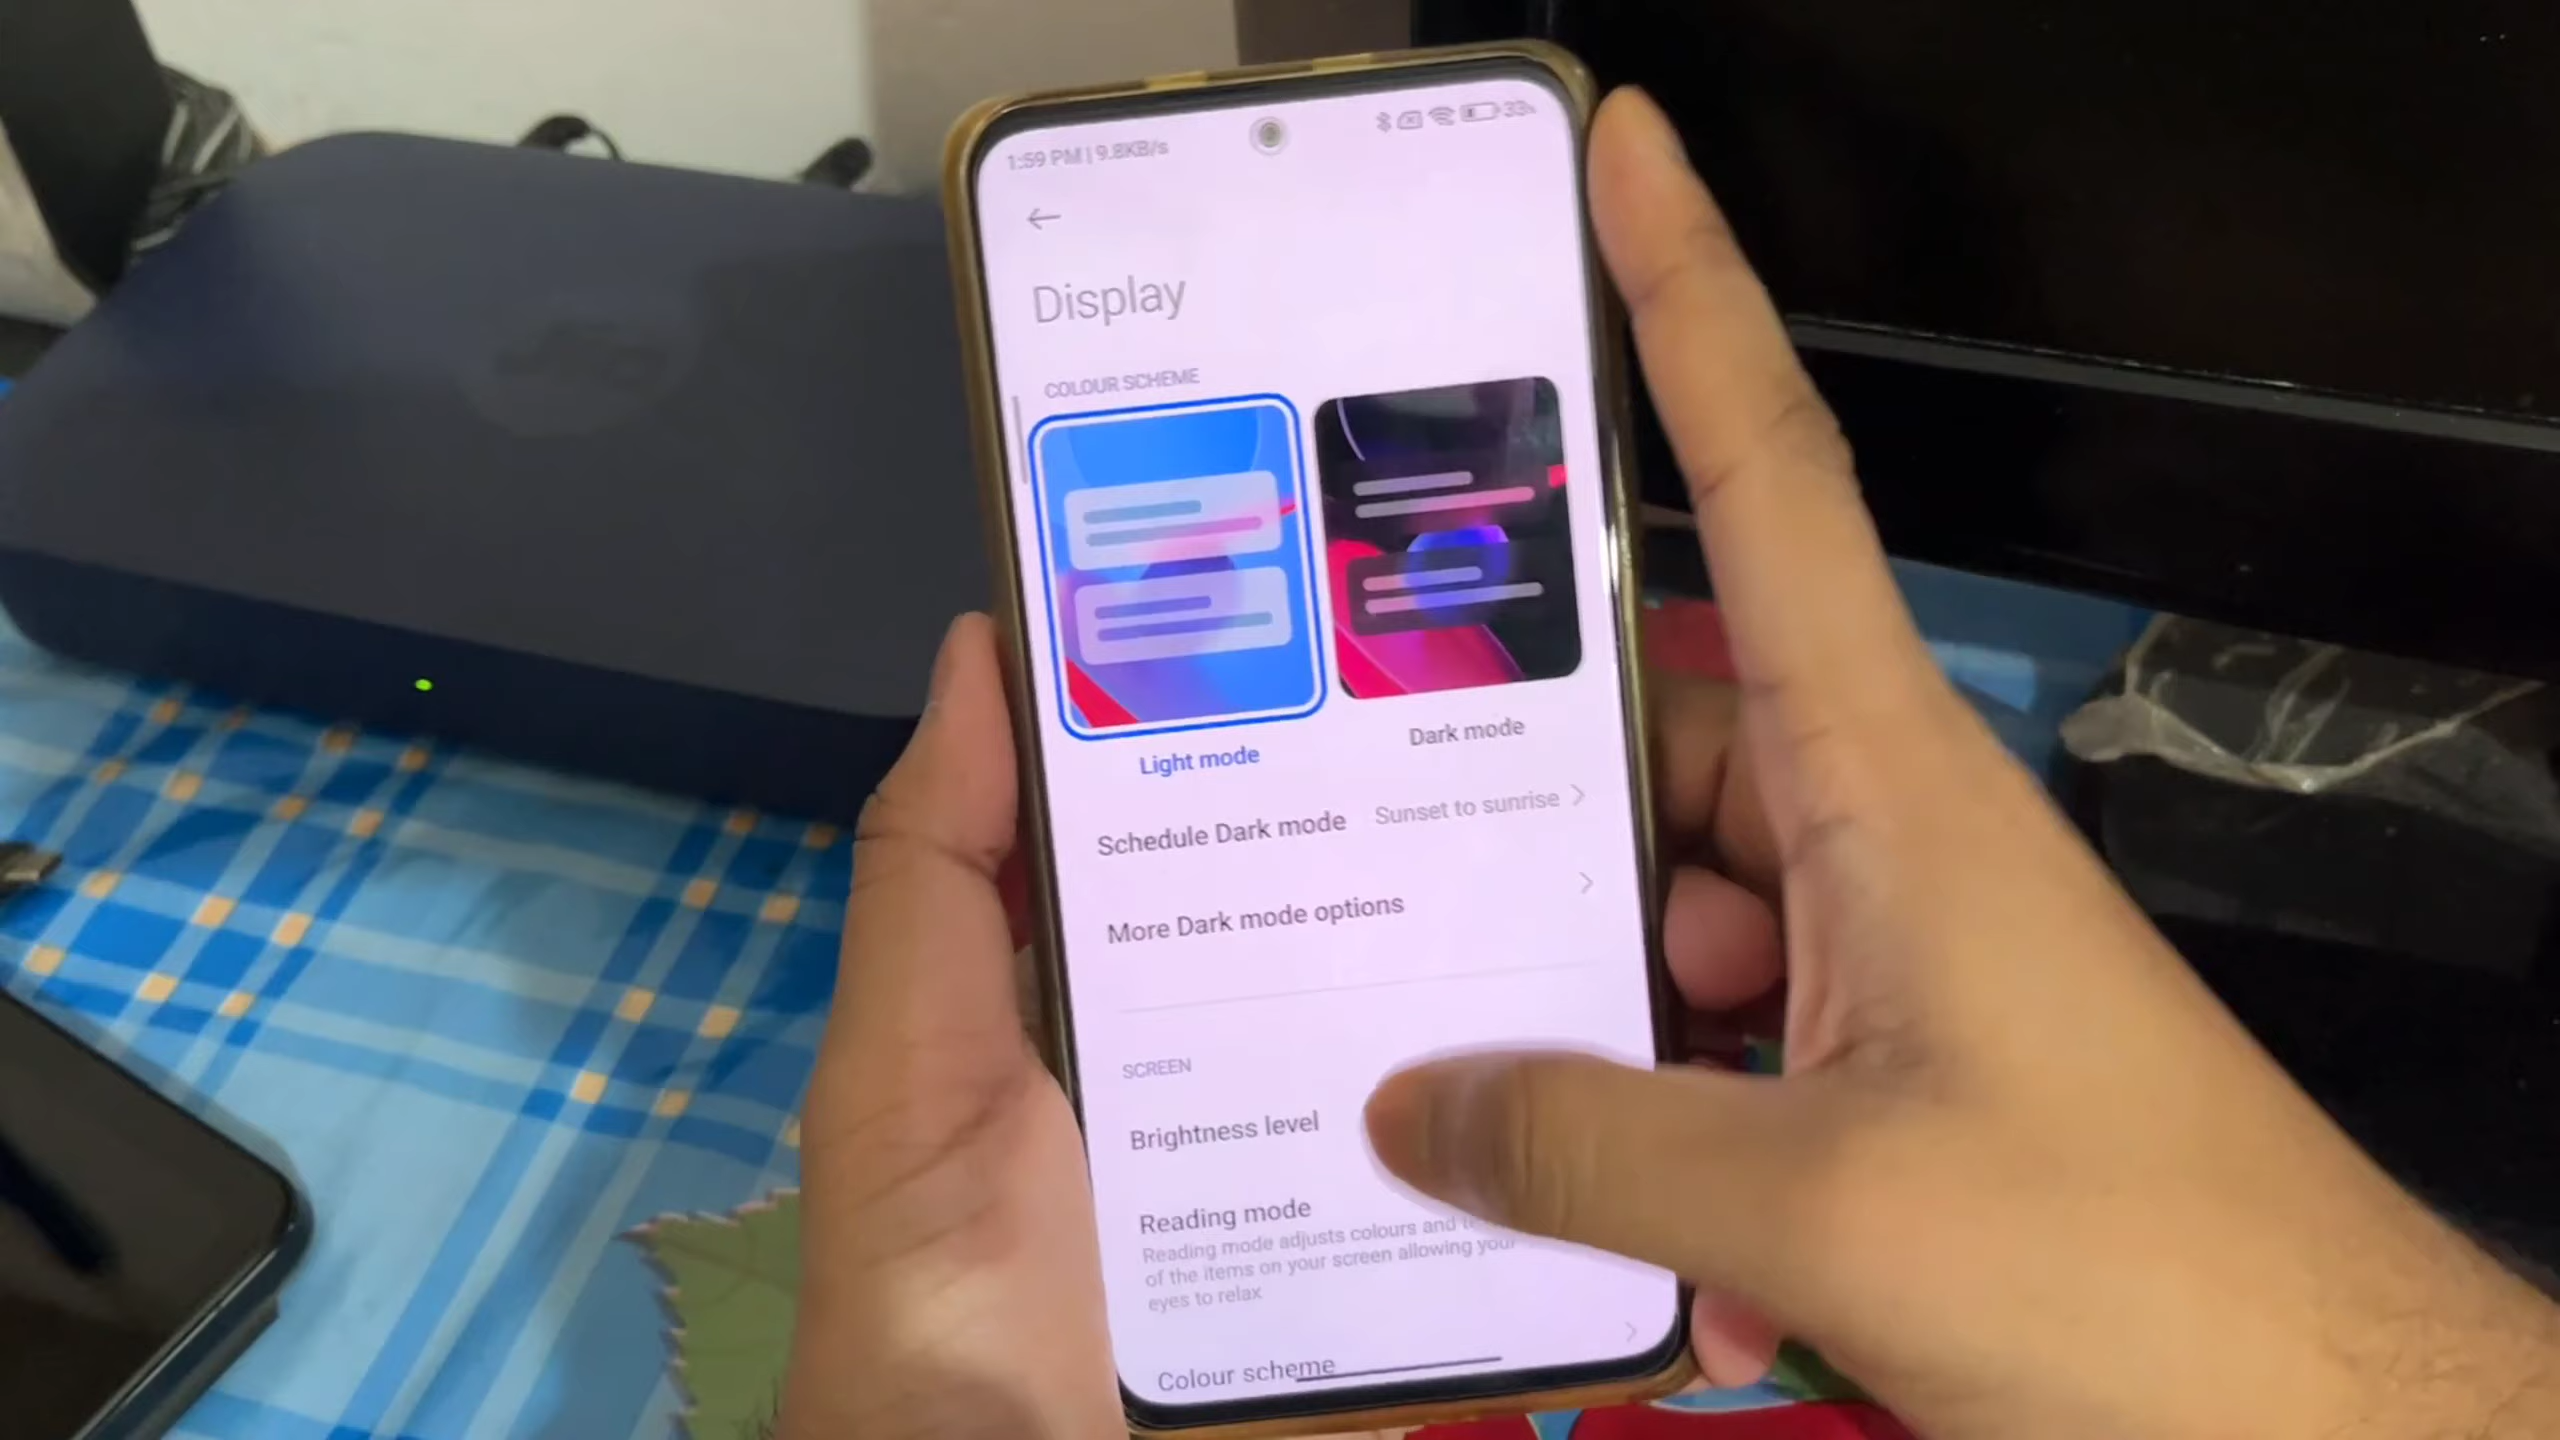 1:59 PM | 9.8KB/s 33%
Display
COLOUR SCHEME
Light mode
Dark mode
Schedule Dark mode Sunset to sunrise
More Dark mode options
SCREEN
Brightness level
Reading mode
Reading mode adjusts colours and
of the items on your screen allowing your
eyes to relax
Colour scheme